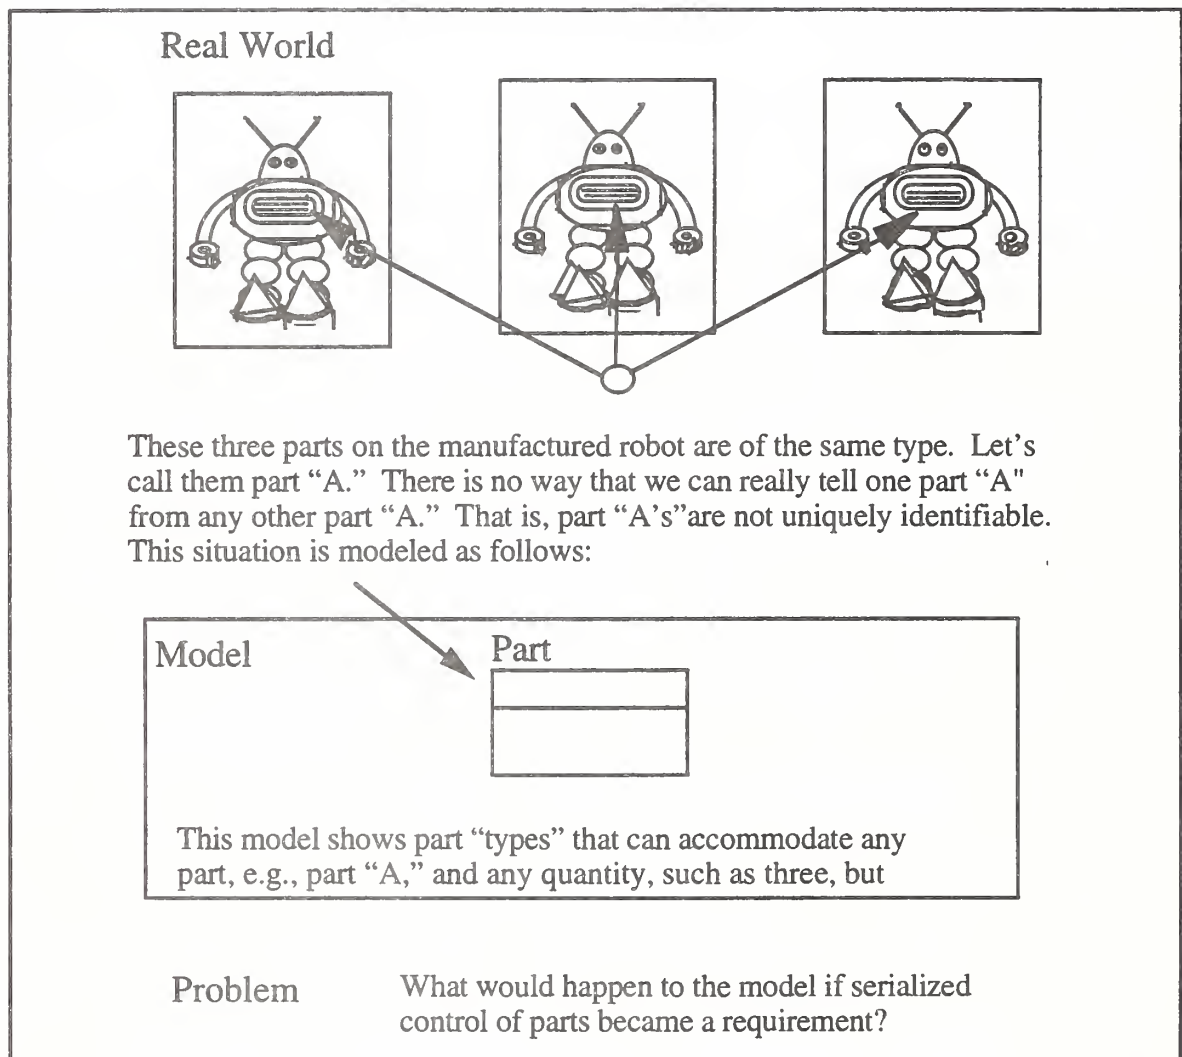 Real World
These three parts on the manufactured robot are of the same type. Let's
call them part “A.” There is no way that we can really tell one part “A"
from any other part “A.” That is, part “A's”are not uniquely identifiable.
This situation is modeled as follows:
Model
Part
This model shows part “types” that can accommodate any
part, e.g., part “A,” and any quantity, such as three, but
Problem
What would happen to the model if serialized
control of parts became a requirement?